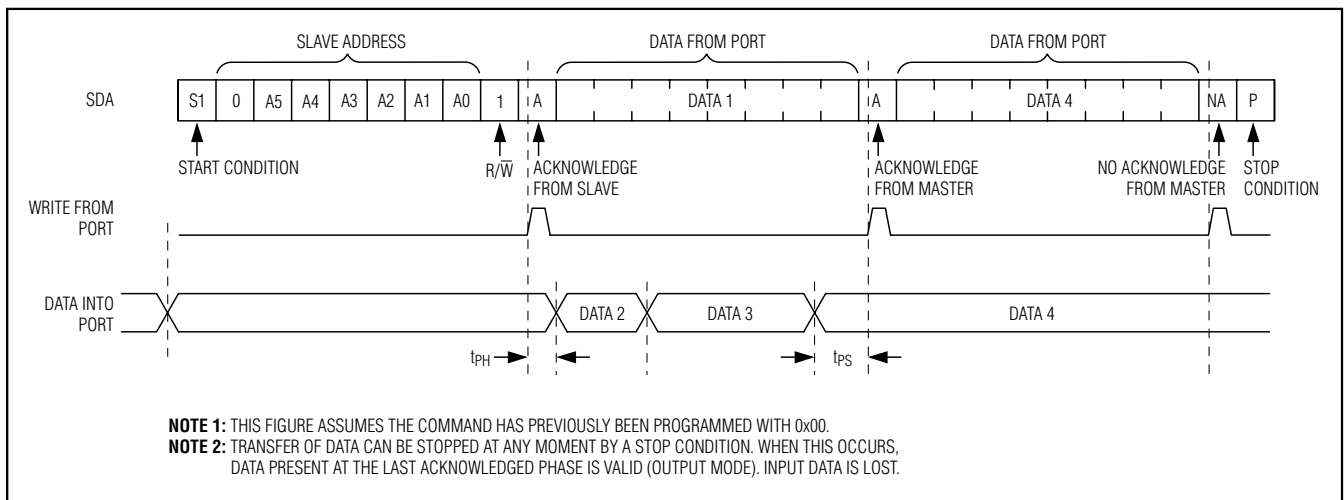 SLAVE ADDRESS DATA FROM PORT DATA FROM PORT
SDA S1 0 A5 A4 A3 A2 A1 A0 1 A DATA 1 A DATA 4 NA P
START CONDITION R/W̅ ACKNOWLEDGE FROM SLAVE ACKNOWLEDGE FROM MASTER NO ACKNOWLEDGE FROM MASTER STOP CONDITION
WRITE FROM
PORT
DATA INTO
PORT
DATA 2 DATA 3 DATA 4
tPH tPS
NOTE 1: THIS FIGURE ASSUMES THE COMMAND HAS PREVIOUSLY BEEN PROGRAMMED WITH 0x00.
NOTE 2: TRANSFER OF DATA CAN BE STOPPED AT ANY MOMENT BY A STOP CONDITION. WHEN THIS OCCURS,
DATA PRESENT AT THE LAST ACKNOWLEDGED PHASE IS VALID (OUTPUT MODE). INPUT DATA IS LOST.